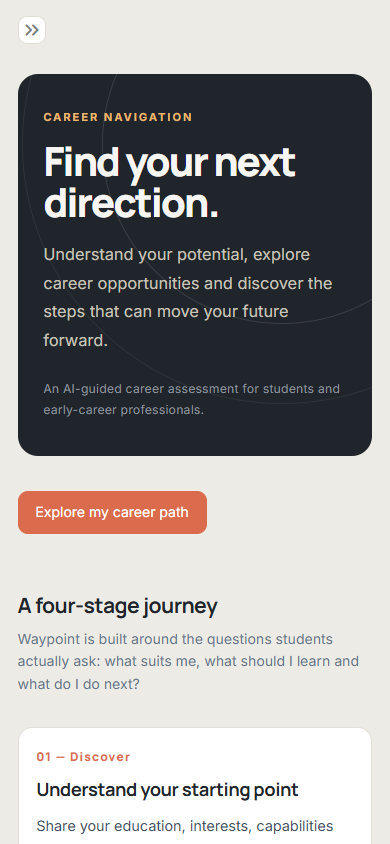 CAREER NAVIGATION
Find your next
direction.
Understand your potential, explore
career opportunities and discover the
steps that can move your future
forward.
An AI-guided career assessment for students and
early-career professionals.
Explore my career path
A four-stage journey
Waypoint is built around the questions students
actually ask: what suits me, what should I learn and
what do I do next?
01 — Discover
Understand your starting point
Share your education, interests, capabilities